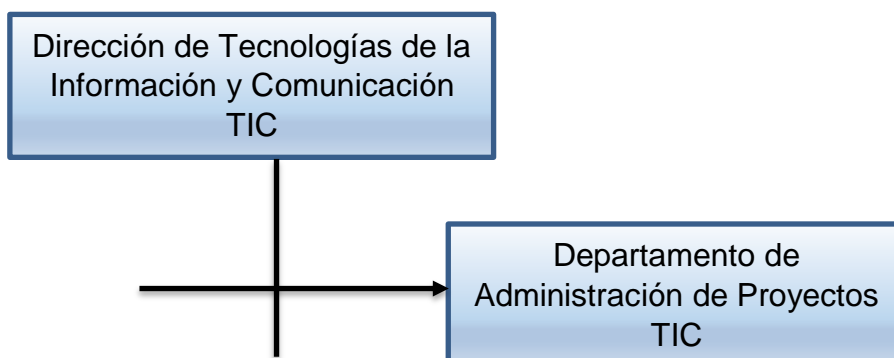 Dirección de Tecnologías de la
Información y Comunicación
TIC
Departamento de
Administración de Proyectos
TIC